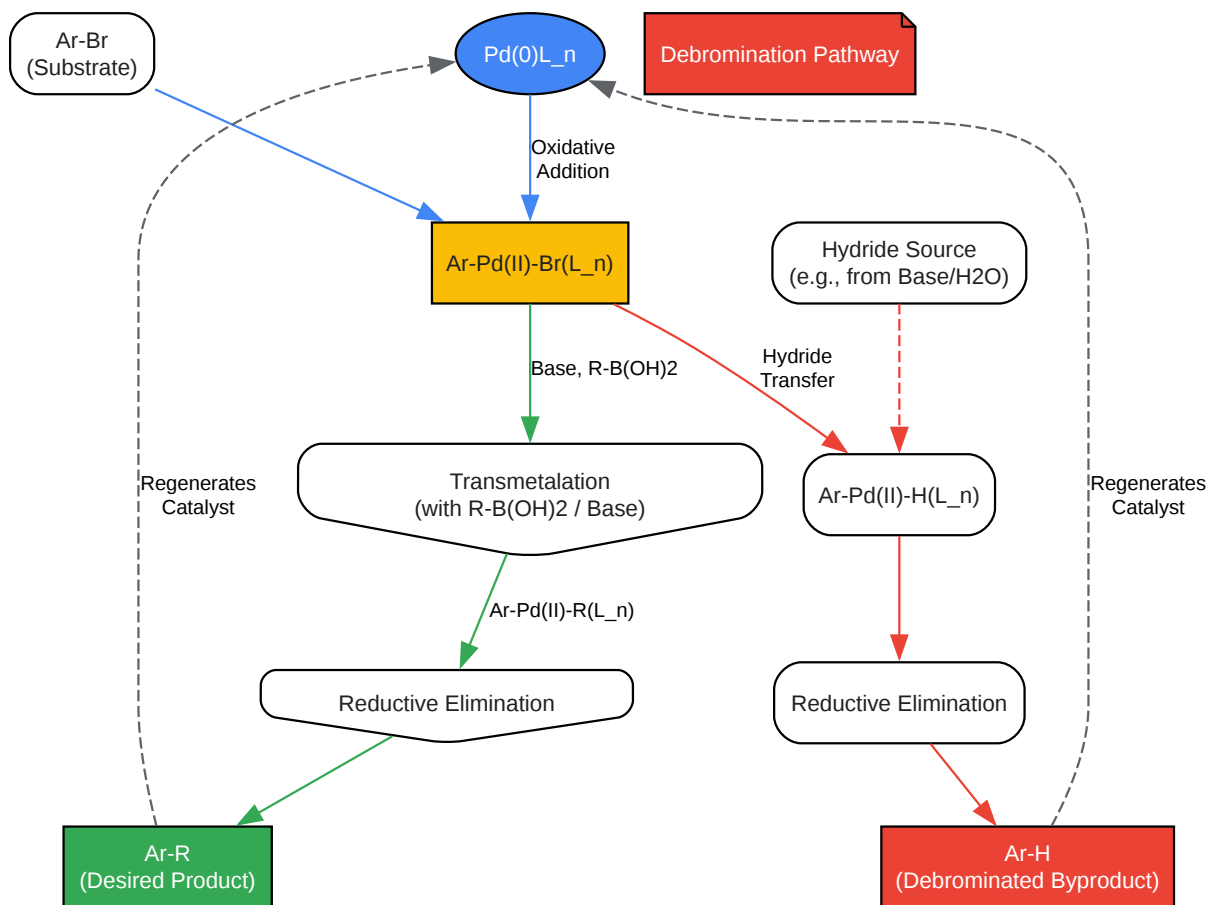 Ar-Br
(Substrate)
Pd(0)L_n
Debromination Pathway
Oxidative
Addition
Ar-Pd(II)-Br(L_n)
Hydride Source
(e.g., from Base/H2O)
Base, R-B(OH)2
Hydride
Transfer
Transmetalation
(with R-B(OH)2 / Base)
Ar-Pd(II)-H(L_n)
Regenerates
Catalyst
Regenerates
Catalyst
Ar-Pd(II)-R(L_n)
Reductive Elimination
Reductive Elimination
Ar-R
(Desired Product)
Ar-H
(Debrominated Byproduct)